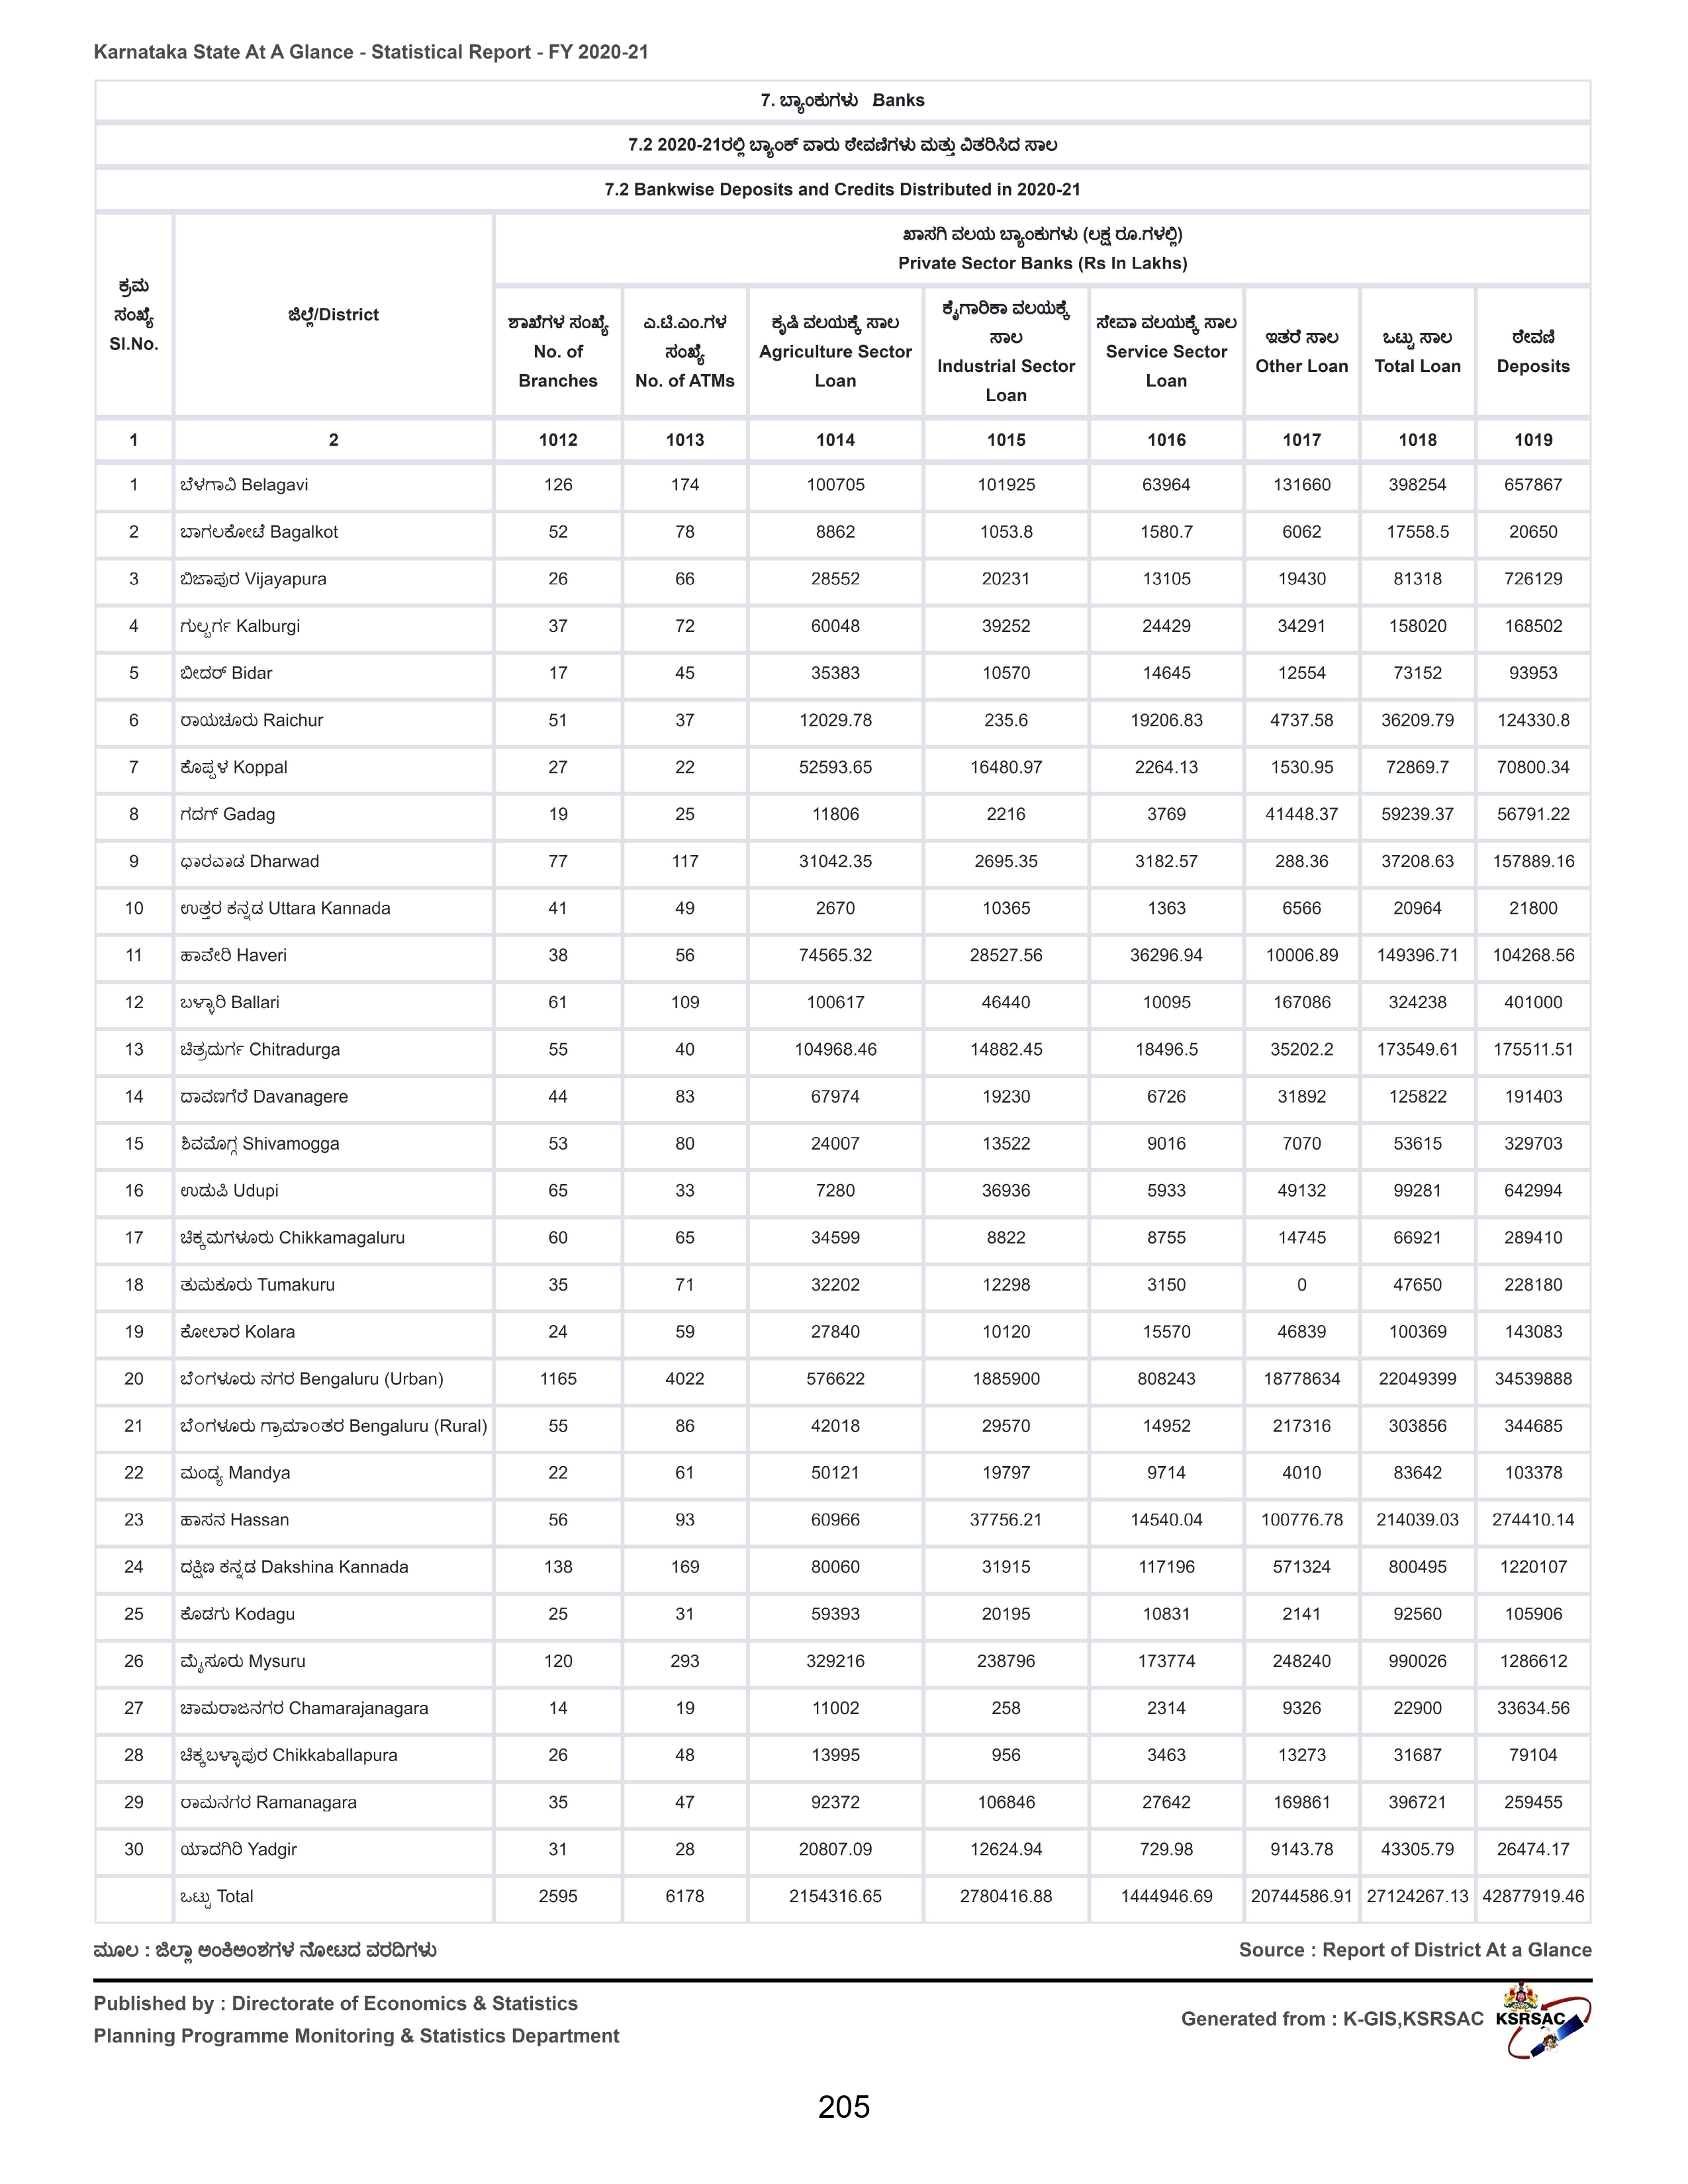 Karnataka State At A Glance - Statistical Report - FY 2020-21
7. ಬ್ಯಾಂಕುಗಳು Banks
7.2 2020-21ರಲ್ಲಿ ಬ್ಯಾಂಕ್ ವಾರು ಠೇವಣಿಗಳು ಮತ್ತು ವಿತರಿಸಿದ ಸಾಲ
7.2 Bankwise Deposits and Credits Distributed in 2020-21
ಕ್ರಮ ಸಂಖ್ಯೆ Sl.No.
ಜಿಲ್ಲೆ/District
ಖಾಸಗಿ ವಲಯ ಬ್ಯಾಂಕುಗಳು (ಲಕ್ಷ ರೂ.ಗಳಲ್ಲಿ)
Private Sector Banks (Rs In Lakhs)
ಶಾಖೆಗಳ ಸಂಖ್ಯೆ No. of Branches
ಎ.ಟಿ.ಎಂ.ಗಳ ಸಂಖ್ಯೆ No. of ATMs
ಕೃಷಿ ವಲಯಕ್ಕೆ ಸಾಲ Agriculture Sector Loan
ಕೈಗಾರಿಕಾ ವಲಯಕ್ಕೆ ಸಾಲ Industrial Sector Loan
ಸೇವಾ ವಲಯಕ್ಕೆ ಸಾಲ Service Sector Loan
ಇತರೆ ಸಾಲ Other Loan
ಒಟ್ಟು ಸಾಲ Total Loan
ಠೇವಣಿ Deposits
1 2 1012 1013 1014 1015 1016 1017 1018 1019
1 ಬೆಳಗಾವಿ Belagavi 126 174 100705 101925 63964 131660 398254 657867
2 ಬಾಗಲಕೋಟೆ Bagalkot 52 78 8862 1053.8 1580.7 6062 17558.5 20650
3 ಬಿಜಾಪುರ Vijayapura 26 66 28552 20231 13105 19430 81318 726129
4 ಗುಲ್ಬರ್ಗ Kalburgi 37 72 60048 39252 24429 34291 158020 168502
5 ಬೀದರ್ Bidar 17 45 35383 10570 14645 12554 73152 93953
6 ರಾಯಚೂರು Raichur 51 37 12029.78 235.6 19206.83 4737.58 36209.79 124330.8
7 ಕೊಪ್ಪಳ Koppal 27 22 52593.65 16480.97 2264.13 1530.95 72869.7 70800.34
8 ಗದಗ್ Gadag 19 25 11806 2216 3769 41448.37 59239.37 56791.22
9 ಧಾರವಾಡ Dharwad 77 117 31042.35 2695.35 3182.57 288.36 37208.63 157889.16
10 ಉತ್ತರ ಕನ್ನಡ Uttara Kannada 41 49 2670 10365 1363 6566 20964 21800
11 ಹಾವೇರಿ Haveri 38 56 74565.32 28527.56 36296.94 10006.89 149396.71 104268.56
12 ಬಳ್ಳಾರಿ Ballari 61 109 100617 46440 10095 167086 324238 401000
13 ಚಿತ್ರದುರ್ಗ Chitradurga 55 40 104968.46 14882.45 18496.5 35202.2 173549.61 175511.51
14 ದಾವಣಗೆರೆ Davanagere 44 83 67974 19230 6726 31892 125822 191403
15 ಶಿವಮೊಗ್ಗ Shivamogga 53 80 24007 13522 9016 7070 53615 329703
16 ಉಡುಪಿ Udupi 65 33 7280 36936 5933 49132 99281 642994
17 ಚಿಕ್ಕಮಗಳೂರು Chikkamagaluru 60 65 34599 8822 8755 14745 66921 289410
18 ತುಮಕೂರು Tumakuru 35 71 32202 12298 3150 0 47650 228180
19 ಕೋಲಾರ Kolara 24 59 27840 10120 15570 46839 100369 143083
20 ಬೆಂಗಳೂರು ನಗರ Bengaluru (Urban) 1165 4022 576622 1885900 808243 18778634 22049399 34539888
21 ಬೆಂಗಳೂರು ಗ್ರಾಮಾಂತರ Bengaluru (Rural) 55 86 42018 29570 14952 217316 303856 344685
22 ಮಂಡ್ಯ Mandya 22 61 50121 19797 9714 4010 83642 103378
23 ಹಾಸನ Hassan 56 93 60966 37756.21 14540.04 100776.78 214039.03 274410.14
24 ದಕ್ಷಿಣ ಕನ್ನಡ Dakshina Kannada 138 169 80060 31915 117196 571324 800495 1220107
25 ಕೊಡಗು Kodagu 25 31 59393 20195 10831 2141 92560 105906
26 ಮೈಸೂರು Mysuru 120 293 329216 238796 173774 248240 990026 1286612
27 ಚಾಮರಾಜನಗರ Chamarajanagara 14 19 11002 258 2314 9326 22900 33634.56
28 ಚಿಕ್ಕಬಳ್ಳಾಪುರ Chikkaballapura 26 48 13995 956 3463 13273 31687 79104
29 ರಾಮನಗರ Ramanagara 35 47 92372 106846 27642 169861 396721 259455
30 ಯಾದಗಿರಿ Yadgir 31 28 20807.09 12624.94 729.98 9143.78 43305.79 26474.17
ಒಟ್ಟು Total 2595 6178 2154316.65 2780416.88 1444946.69 20744586.91 27124267.13 42877919.46
ಮೂಲ : ಜಿಲ್ಲಾ ಅಂಕಿಅಂಶಗಳ ನೋಟದ ವರದಿಗಳು Source : Report of District At a Glance
Published by : Directorate of Economics & Statistics
Planning Programme Monitoring & Statistics Department
Generated from : K-GIS,KSRSAC KSRSAC
205